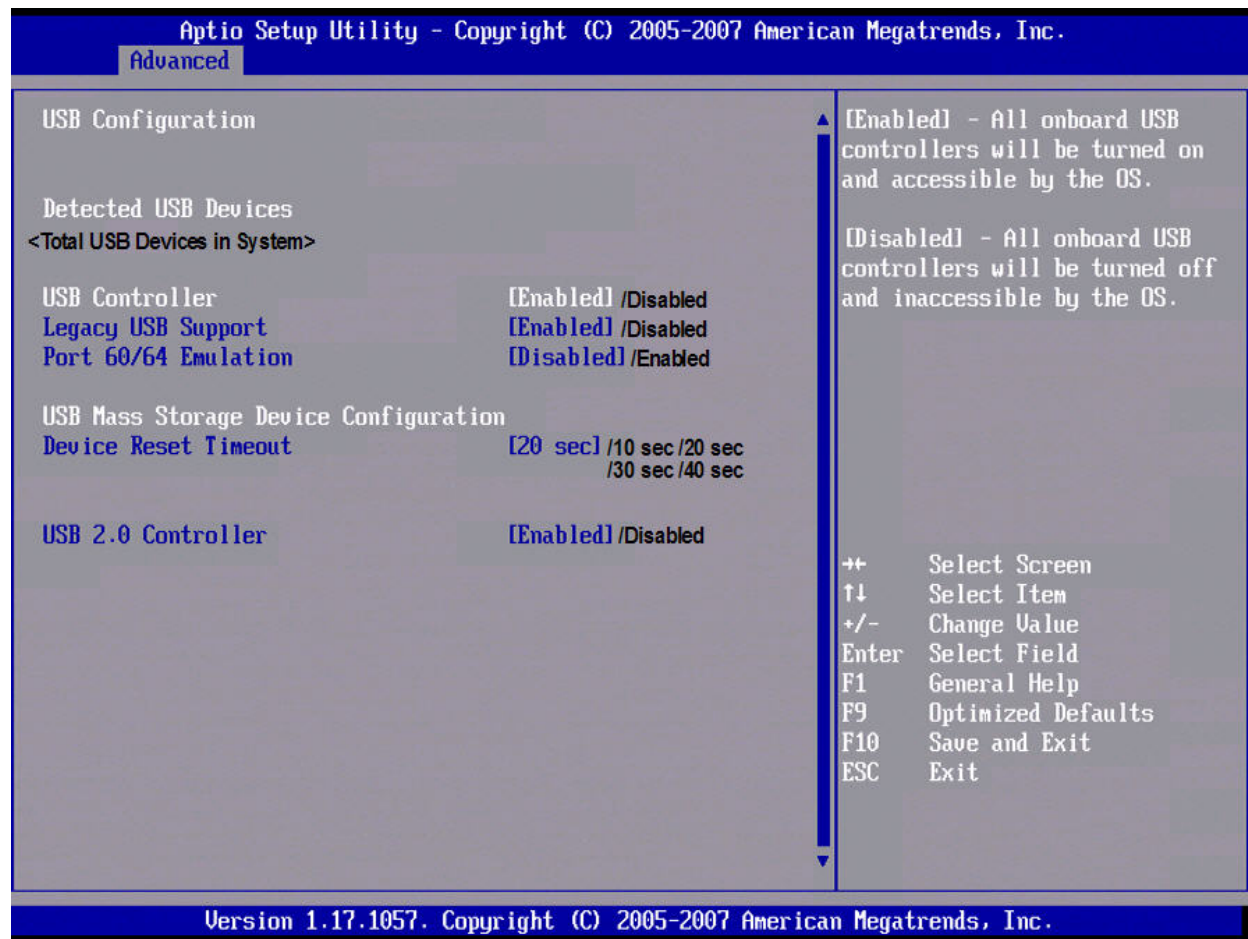 Aptio Setup Utility - Copyright (C) 2005-2007 American Megatrends, Inc.
Advanced
USB Configuration
Detected USB Devices
<Total USB Devices in System>
USB Controller [Enabled] /Disabled
Legacy USB Support [Enabled] /Disabled
Port 60/64 Emulation [Disabled] /Enabled
USB Mass Storage Device Configuration
Device Reset Timeout [20 sec] /10 sec /20 sec
/30 sec /40 sec
USB 2.0 Controller [Enabled] /Disabled
[Enabled] - All onboard USB
controllers will be turned on
and accessible by the OS.
[Disabled] - All onboard USB
controllers will be turned off
and inaccessible by the OS.
→← Select Screen
↑↓ Select Item
+/- Change Value
Enter Select Field
F1 General Help
F9 Optimized Defaults
F10 Save and Exit
ESC Exit
Version 1.17.1057. Copyright (C) 2005-2007 American Megatrends, Inc.